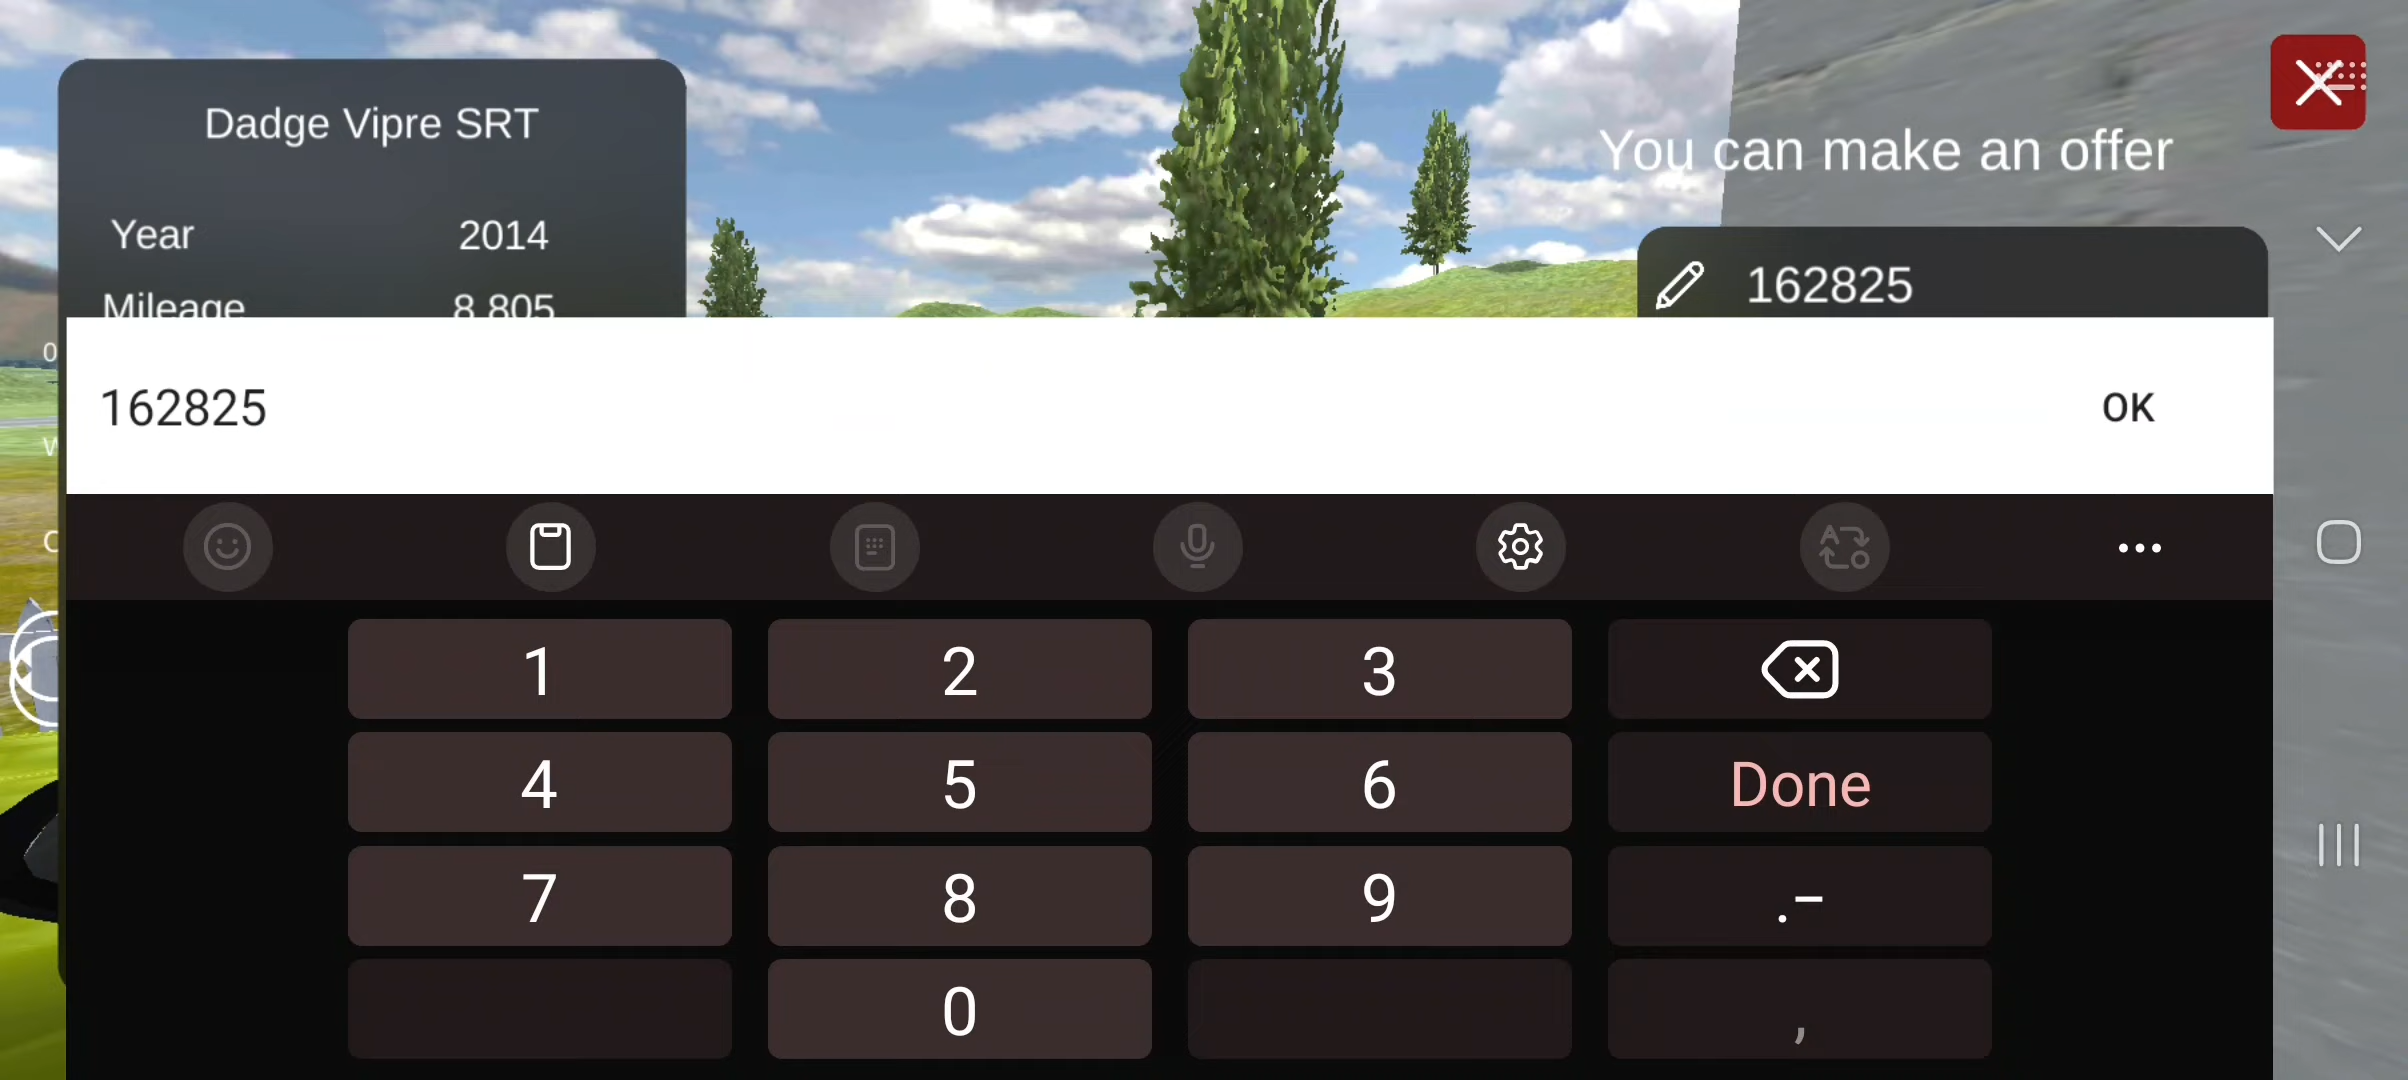 Dadge Vipre SRT
Year 2014
Mileage 8 805
You can make an offer
162825
162825
OK
1 2 3
4 5 6 Done
7 8 9 .-
0 ,